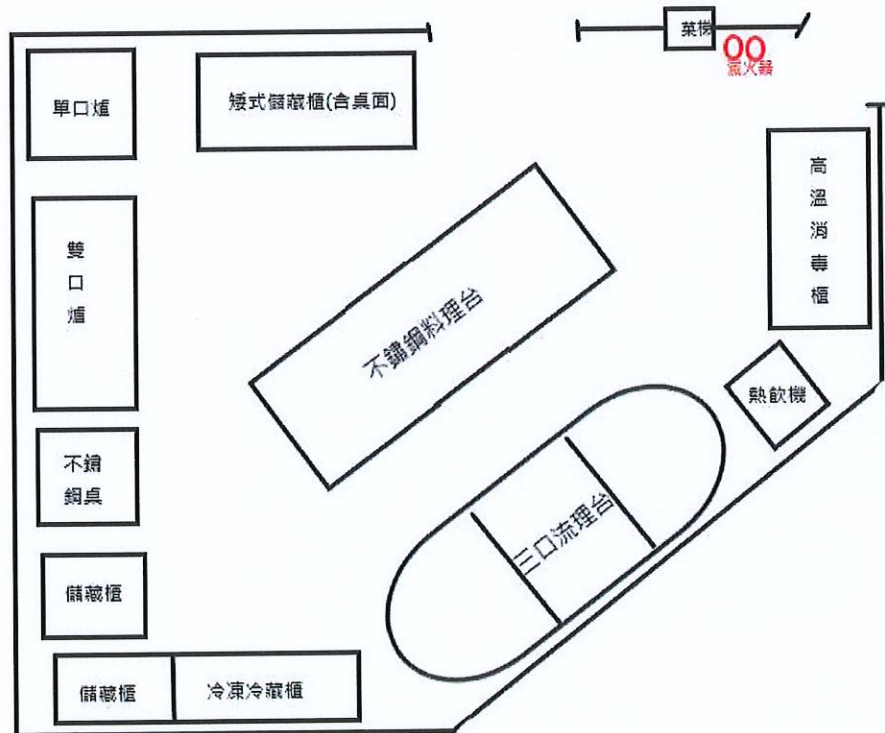 菜梯
滅火器
單口爐
矮式儲藏櫃(含桌面)
高溫消毒櫃
雙口爐
不鏽鋼料理台
熱飲機
不鏽
鋼桌
三口流理台
儲藏櫃
儲藏櫃
冷凍冷藏櫃